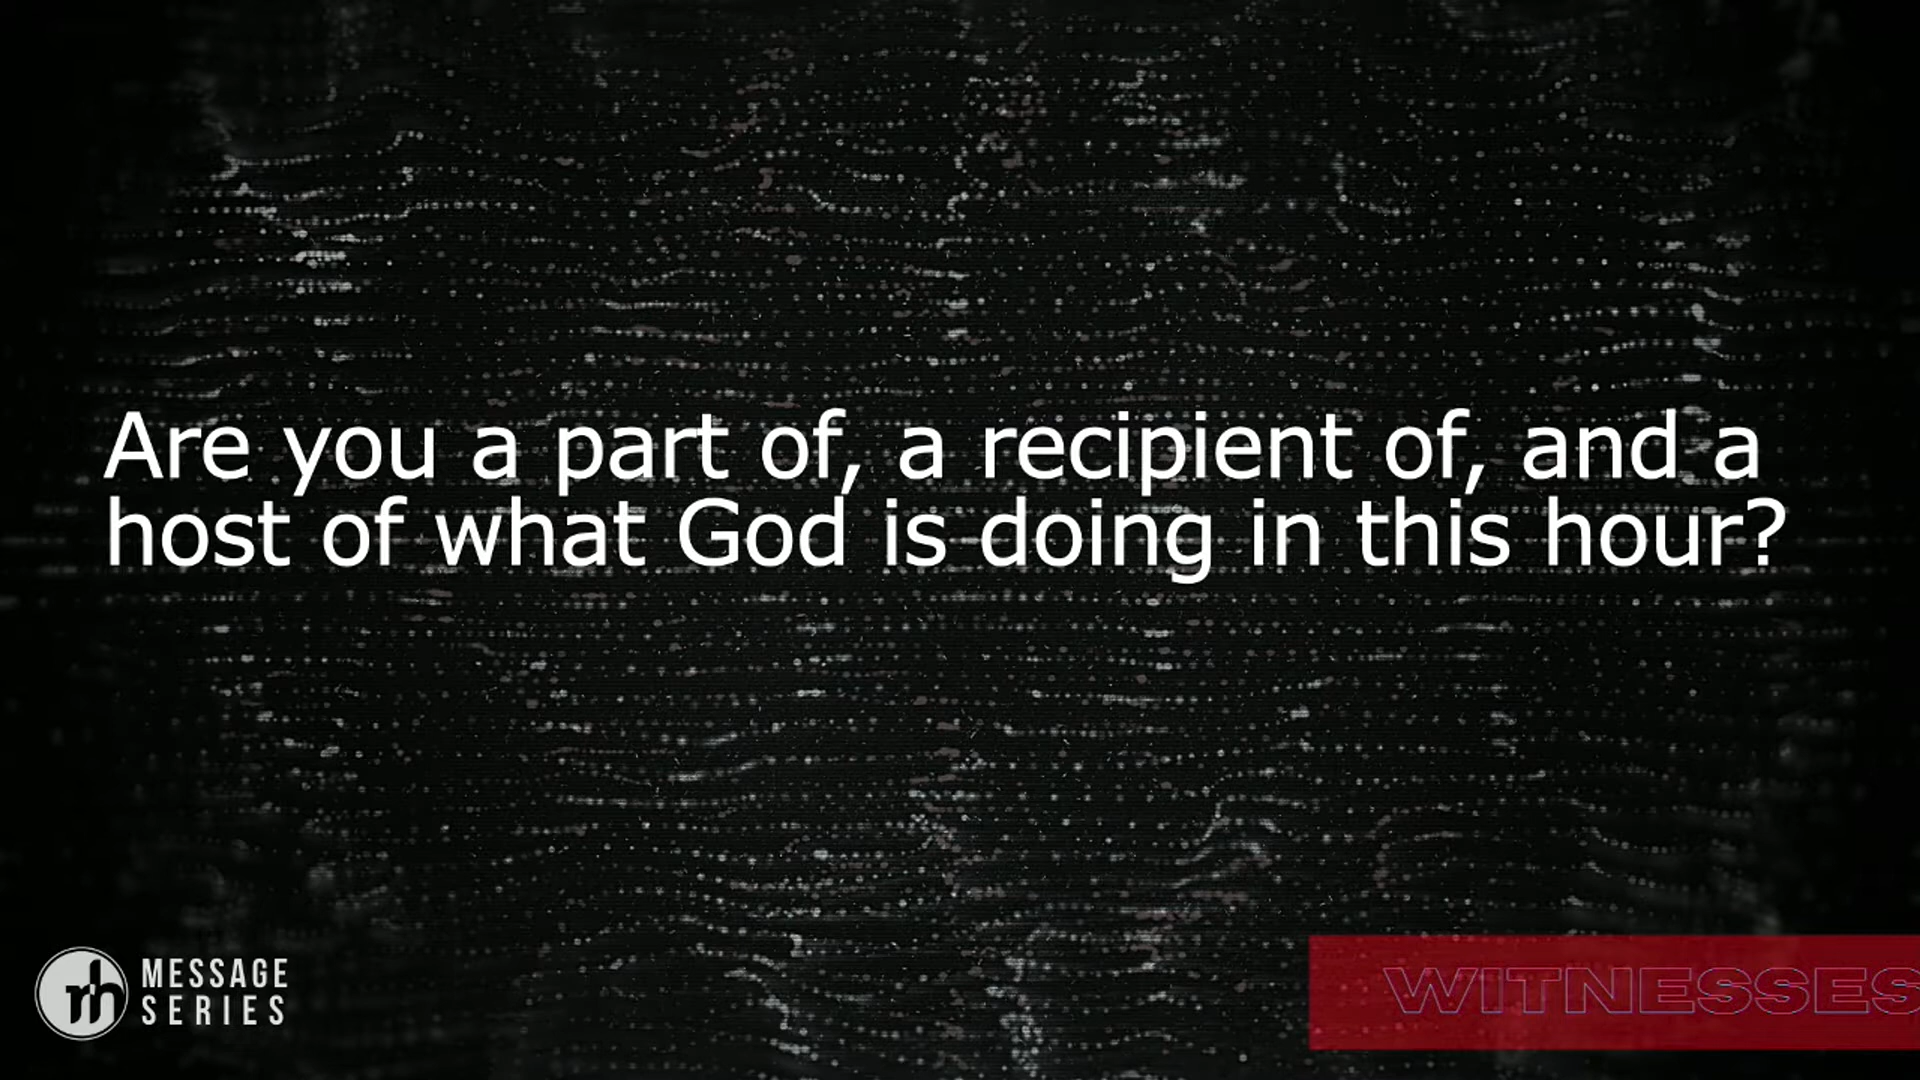 Are you a part of, a recipient of, and a
host of what God is doing in this hour?
rh
MESSAGE
SERIES
WITNESSES